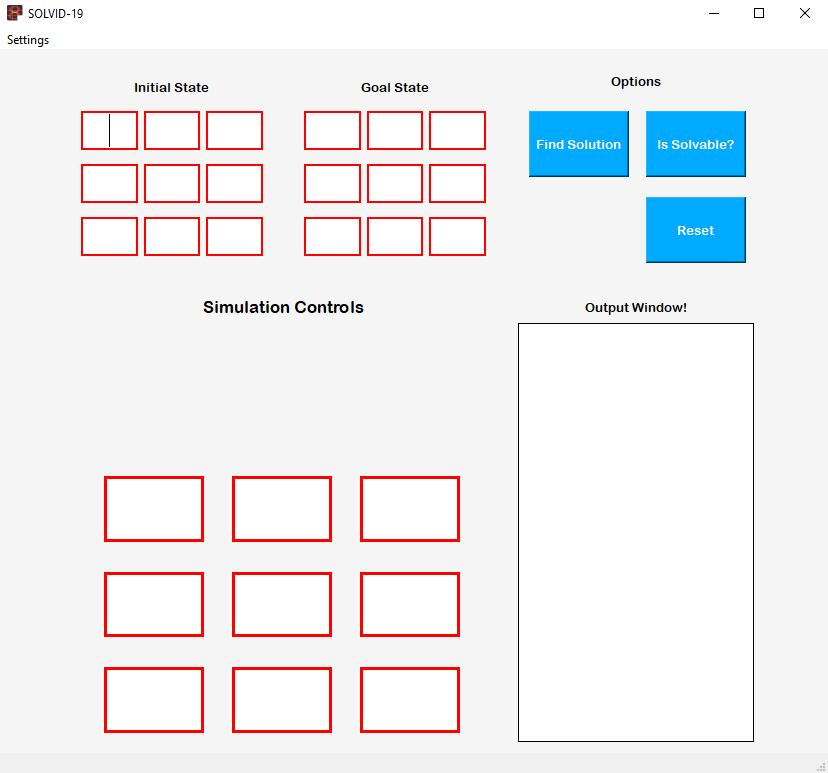 SOLVID-19
Settings
Initial State
Goal State
Options
Find Solution
Is Solvable?
Reset
Simulation Controls
Output Window!